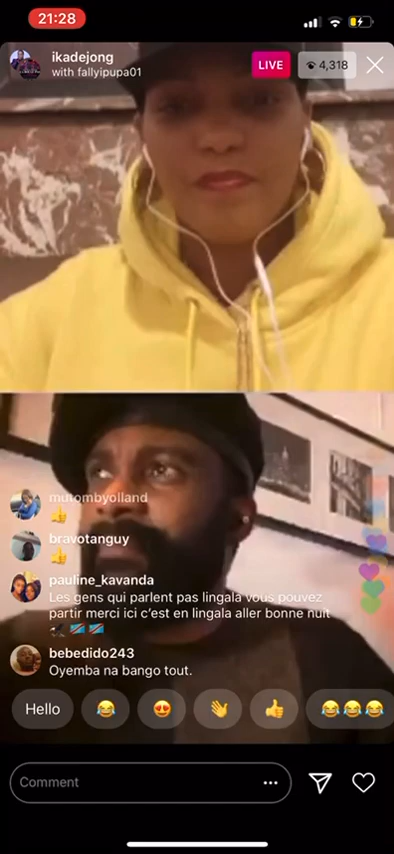 21:28
ikadejong
with fallyipupa01
LIVE
4,318
mutombyolland
👍
bravotanguy
👍
pauline_kavanda
Les gens qui parlent pas lingala vous pouvez
partir merci ici c'est en lingala aller bonne nuit
🇨🇩 🇨🇩
bebedido243
Oyemba na bango tout.
Hello 😂 😍 👋 👍 😂😂😂
Comment